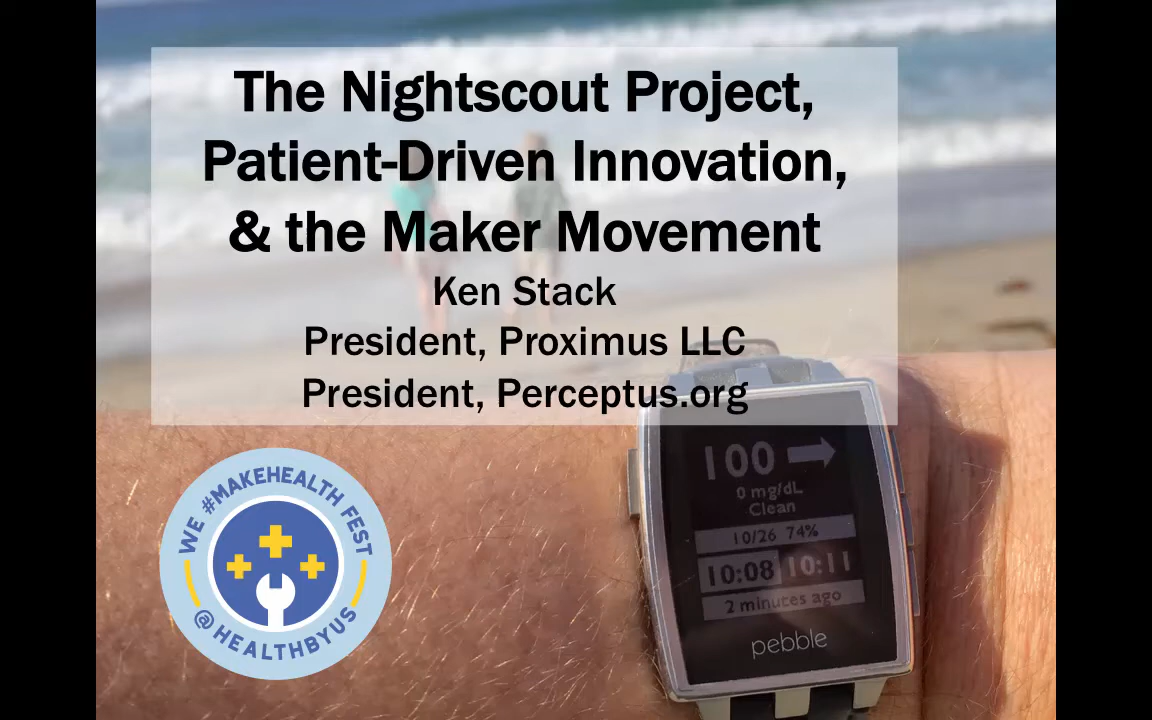 The Nightscout Project,
Patient-Driven Innovation,
& the Maker Movement
Ken Stack
President, Proximus LLC
President, Perceptus.org
WE #MAKEHEALTH FEST
@HEALTHBYUS
100
0 mg/dL
Clean
10/26 74%
10:08 10:11
2 minutes ago
pebble